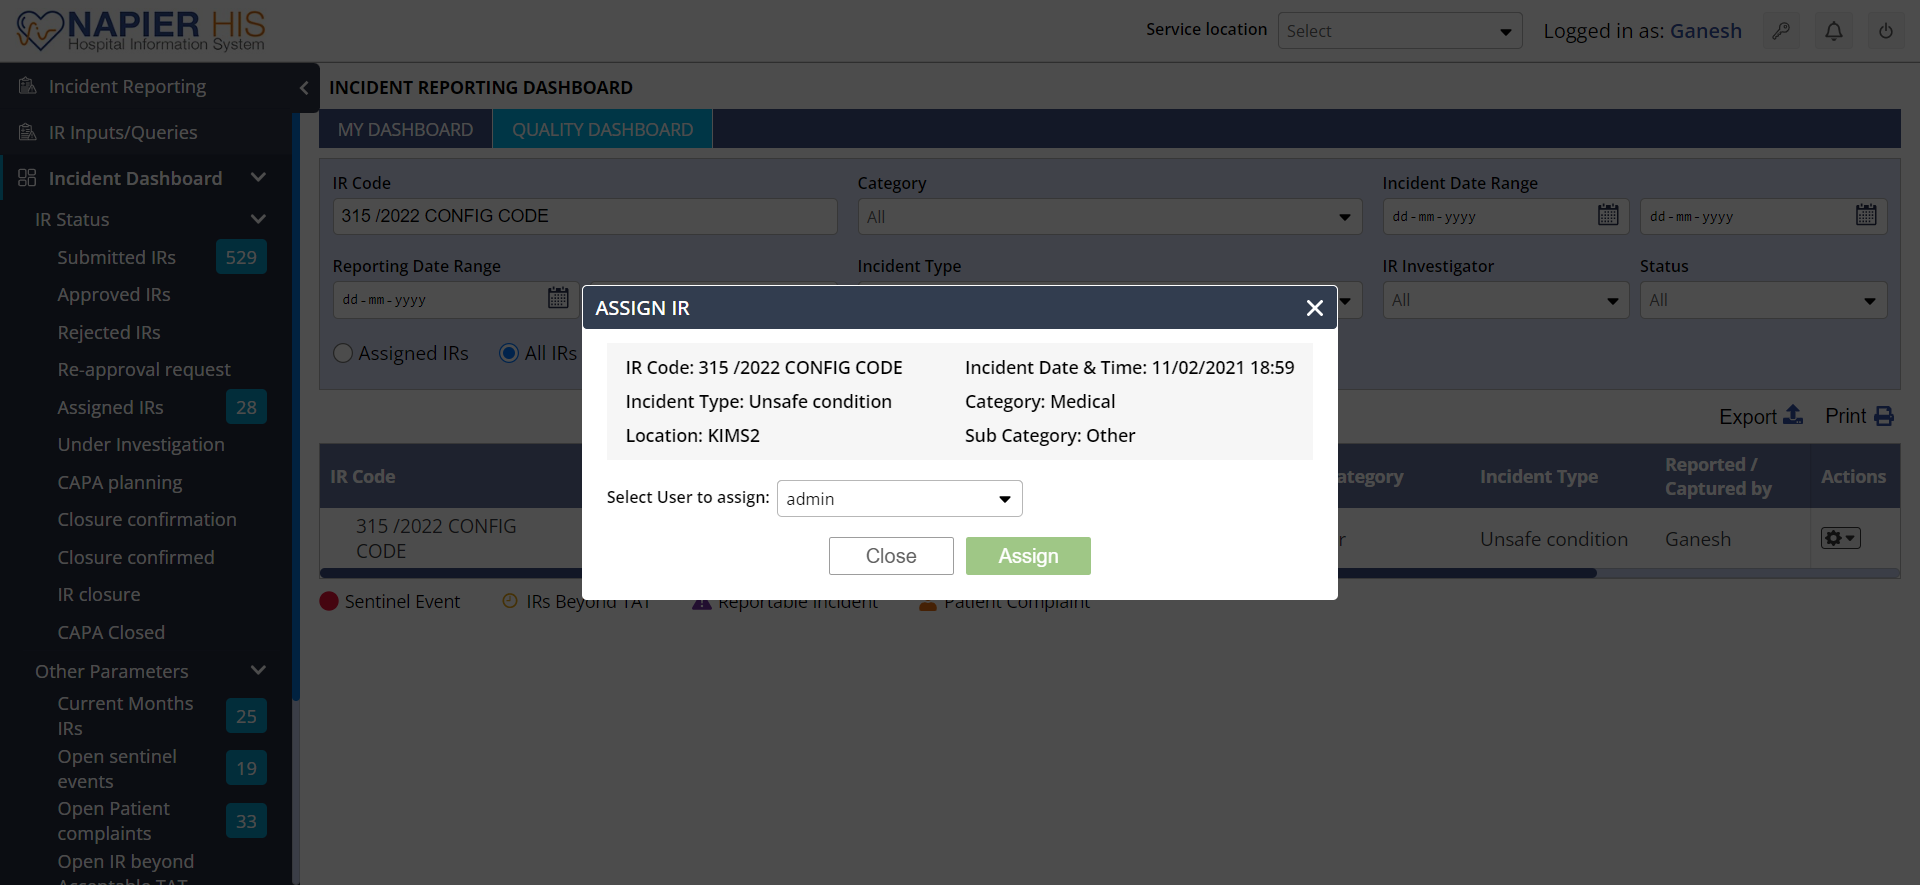 NAPIER HIS
Hospital Information System
Service location
Select
Logged in as: Ganesh
Incident Reporting
IR Inputs/Queries
Incident Dashboard
IR Status
Submitted IRs 529
Approved IRs
Rejected IRs
Re-approval request
Assigned IRs 28
Under Investigation
CAPA planning
Closure confirmation
Closure confirmed
IR closure
CAPA Closed
Other Parameters
Current Months
IRs
25
Open sentinel
events
19
Open Patient
complaints
33
Open IR beyond
Acceptable TAT
INCIDENT REPORTING DASHBOARD
MY DASHBOARD
QUALITY DASHBOARD
IR Code
315 /2022 CONFIG CODE
Category
All
Incident Date Range
dd-mm-yyyy
dd-mm-yyyy
Reporting Date Range
dd-mm-yyyy
Incident Type
IR Investigator
All
Status
All
Assigned IRs
All IRs
ASSIGN IR
IR Code: 315 /2022 CONFIG CODE
Incident Date & Time: 11/02/2021 18:59
Incident Type: Unsafe condition
Category: Medical
Location: KIMS2
Sub Category: Other
Select User to assign:
admin
Close
Assign
Export
Print
IR Code
ategory
Incident Type
Reported /
Captured by
Actions
315 /2022 CONFIG
CODE
r
Unsafe condition
Ganesh
Sentinel Event
IRs Beyond TAT
Reportable Incident
Patient Complaint